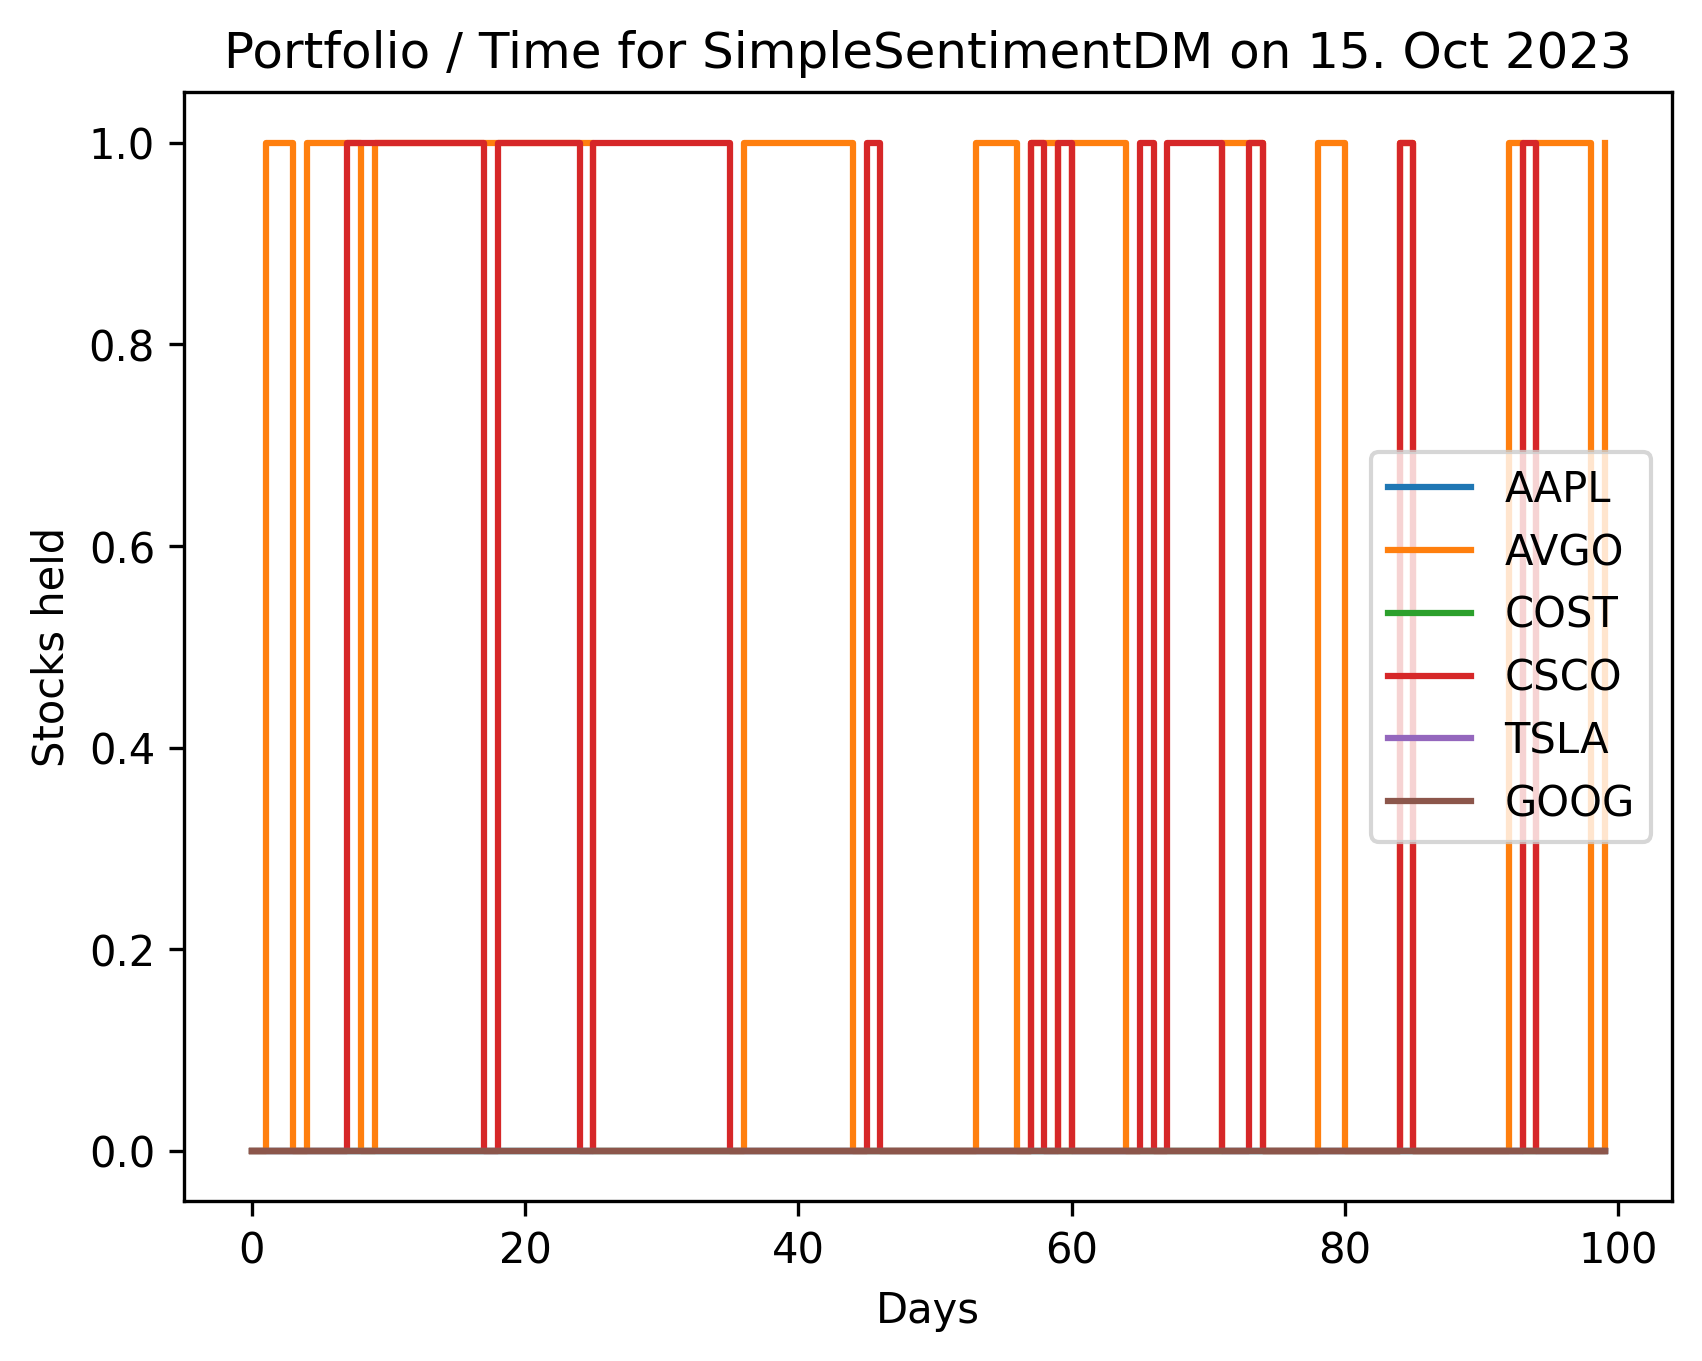 Portfolio / Time for SimpleSentimentDM on 15. Oct 2023
1.0
0.8
0.6
0.4
0.2
0.0
Stocks held
AAPL
AVGO
COST
CSCO
TSLA
GOOG
0 20 40 60 80 100
Days